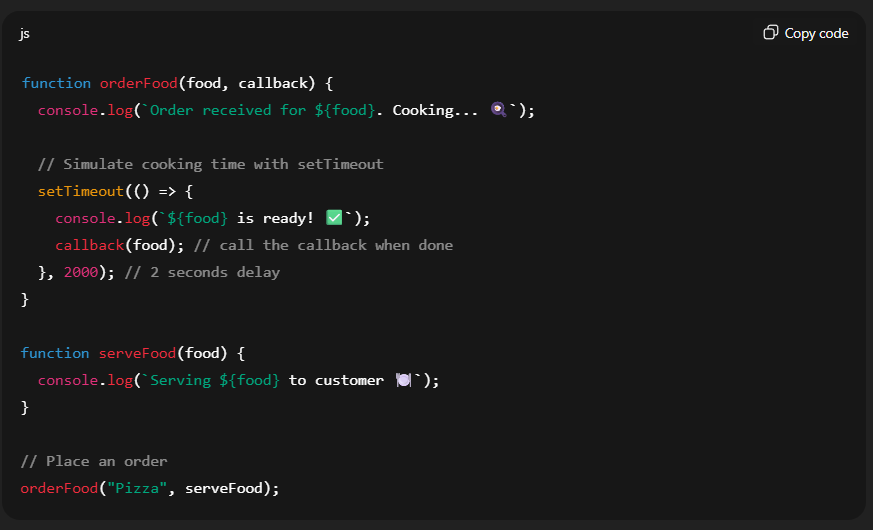 js
Copy code
function orderFood(food, callback) {
  console.log(`Order received for ${food}. Cooking... 🍳`);
  // Simulate cooking time with setTimeout
  setTimeout(() => {
    console.log(`${food} is ready! ✅`);
    callback(food); // call the callback when done
  }, 2000); // 2 seconds delay
}
function serveFood(food) {
  console.log(`Serving ${food} to customer 🍽️`);
}
// Place an order
orderFood("Pizza", serveFood);